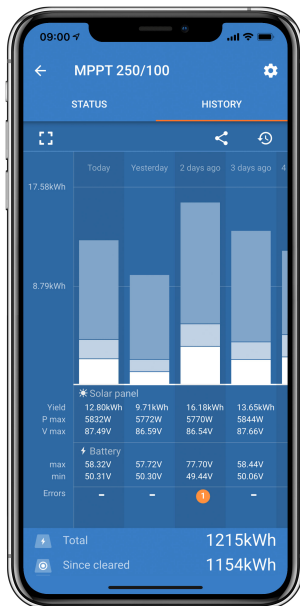 09:00
MPPT 250/100
STATUS HISTORY
Today Yesterday 2 days ago 3 days ago 4
17.58kWh
8.79kWh
Solar panel
Yield 12.80kWh 9.71kWh 16.18kWh 13.65kWh
P max 5832W 5772W 5770W 5844W
V max 87.49V 86.59V 86.54V 87.66V
Battery
max 58.32V 57.72V 77.70V 58.44V
min 50.31V 50.30V 49.44V 50.06V
Errors – – 1 –
Total 1215kWh
Since cleared 1154kWh